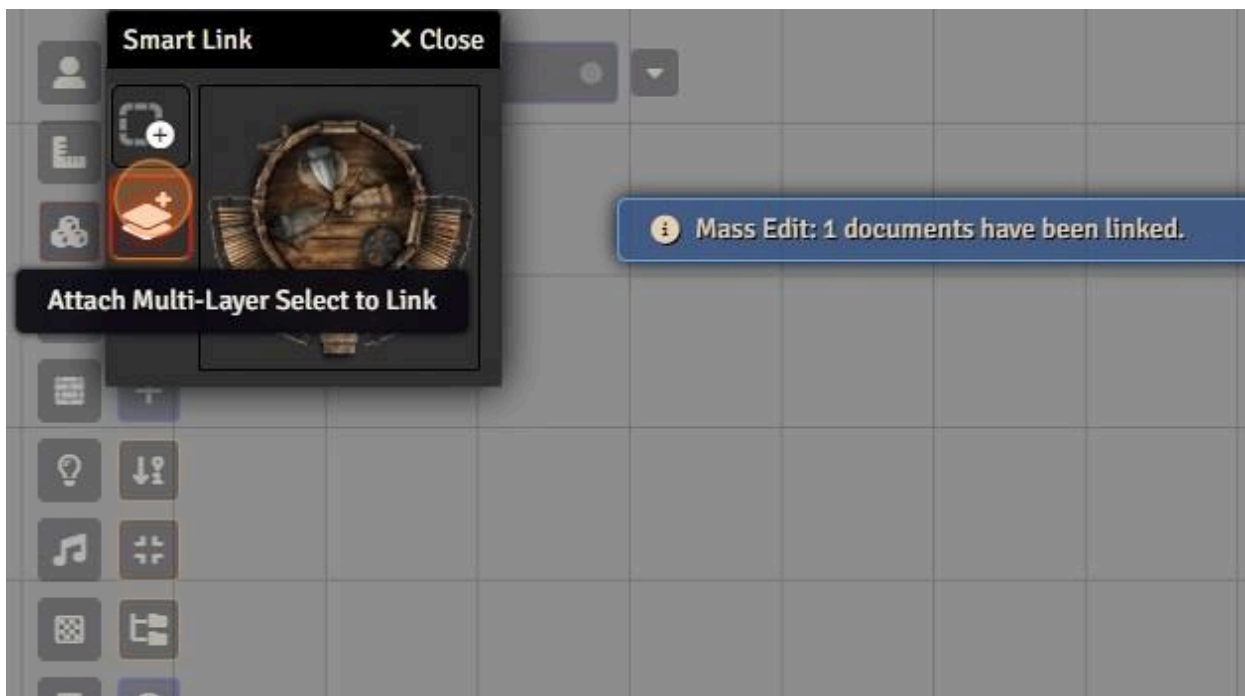 Smart Link
× Close
Mass Edit: 1 documents have been linked.
Attach Multi-Layer Select to Link